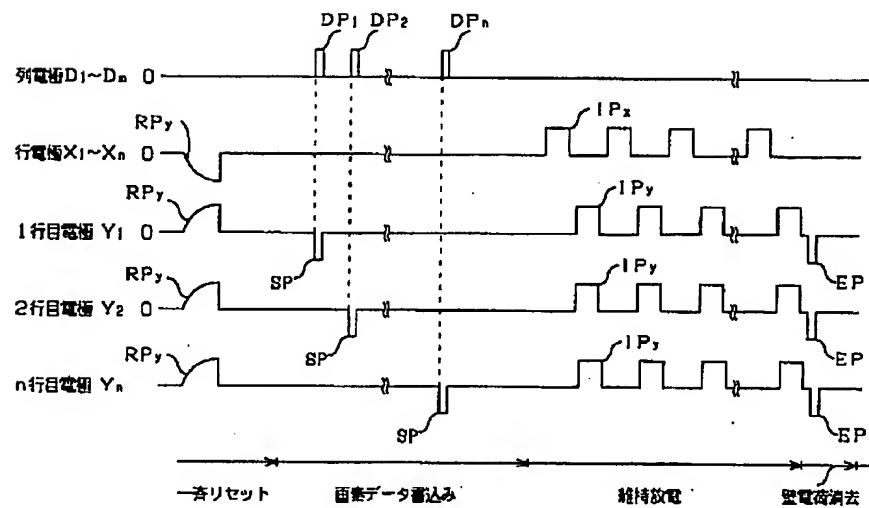 DP₁ DP₂ DPₙ
列電極D₁~Dₘ 0
RPy IPx
行電極X₁~Xₙ 0
RPy IPy
1行目電極 Y₁ 0
SP EP
RPy IPy
2行目電極 Y₂ 0
SP EP
RPy IPy
n行目電極 Yₙ
SP EP
一斉リセット 画素データ書込み 維持放電 壁電荷消去